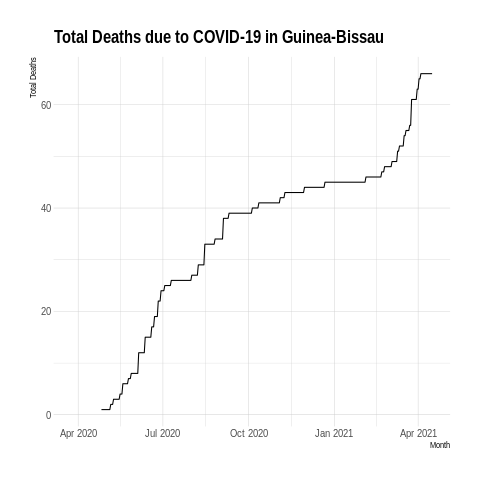 Total Deaths due to COVID-19 in Guinea-Bissau
Total Deaths
60
40
20
0
Apr 2020 Jul 2020 Oct 2020 Jan 2021 Apr 2021
Month